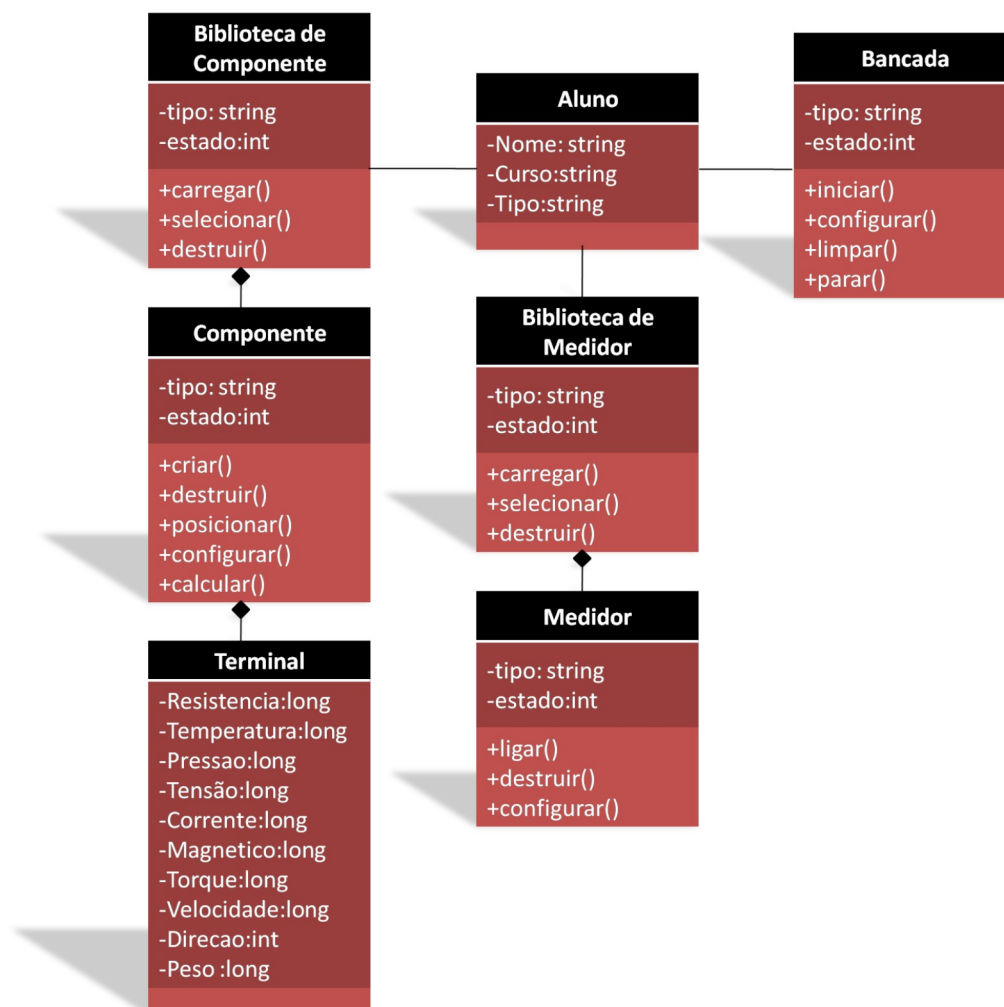 Biblioteca de
Componente
-tipo: string
-estado:int
+carregar()
+selecionar()
+destruir()
Componente
-tipo: string
-estado:int
+criar()
+destruir()
+posicionar()
+configurar()
+calcular()
Terminal
-Resistencia:long
-Temperatura:long
-Pressao:long
-Tensão:long
-Corrente:long
-Magnetico:long
-Torque:long
-Velocidade:long
-Direcao:int
-Peso :long
Aluno
-Nome: string
-Curso:string
-Tipo:string
Biblioteca de
Medidor
-tipo: string
-estado:int
+carregar()
+selecionar()
+destruir()
Medidor
-tipo: string
-estado:int
+ligar()
+destruir()
+configurar()
Bancada
-tipo: string
-estado:int
+iniciar()
+configurar()
+limpar()
+parar()